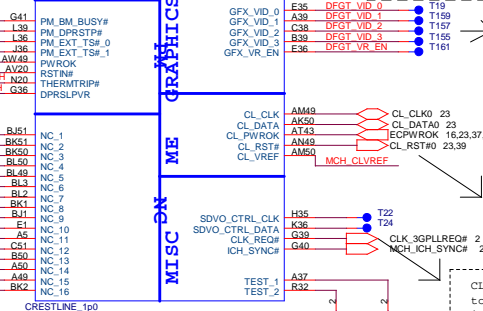 G41 PM_BM_BUSY# GFX_VID_0 E35 DFGT_VID_0 T19
L39 PM_DPRSTP# GFX_VID_1 A39 DFGT_VID_1 T159
L36 PM_EXT_TS#_0 GFX_VID_2 C38 DFGT_VID_2 T157
J36 PM_EXT_TS#_1 GFX_VID_3 B39 DFGT_VID_3 T155
AW49 PWROK GFX_VR_EN E36 DFGT_VR_EN T161
AV20 RSTIN#
N20 THERMTRIP#
G36 DPRSLPVR
GRAPHICS
CL_CLK AM49 CL_CLK0 23
CL_DATA AK50 CL_DATA0 23
CL_PWROK AT43 ECPWROK 16,23,37,
CL_RST# AN49 CL_RST#0 23,39
CL_VREF AM50 MCH_CLVREF
ME
BJ51 NC_1
BK51 NC_2
BK50 NC_3
BL50 NC_4
BL49 NC_5
BL3 NC_6
BL2 NC_7
BK1 NC_8
BJ1 NC_9
E1 NC_10
A5 NC_11
C51 NC_12
B50 NC_13
A50 NC_14
A49 NC_15
BK2 NC_16
NC
MISC
SDVO_CTRL_CLK H35 T22
SDVO_CTRL_DATA K36 T24
CLK_REQ# G39 CLK_3GPLLREQ# 2
ICH_SYNC# G40 MCH_ICH_SYNC# 2
TEST_1 A37
TEST_2 R32
2 2
CL
to
CRESTLINE_1p0